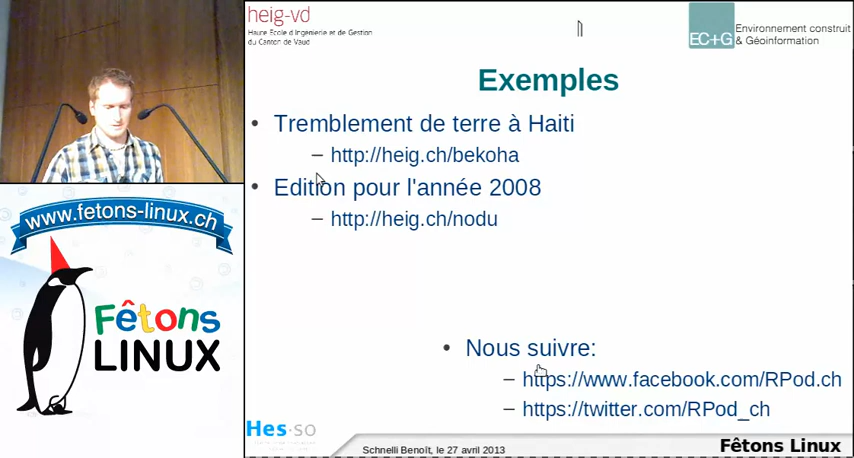 heig-vd
Haute Ecole d'Ingénierie et de Gestion
du Canton de Vaud
EC+G
Environnement construit
& Géoinformation
Exemples
• Tremblement de terre à Haiti
– http://heig.ch/bekoha
• Edition pour l'année 2008
– http://heig.ch/nodu
www.fetons-linux.ch
Fêtons
LINUX
• Nous suivre:
– https://www.facebook.com/RPod.ch
– https://twitter.com/RPod_ch
Hes·so
Schnelli Benoît, le 27 avril 2013
Fêtons Linux